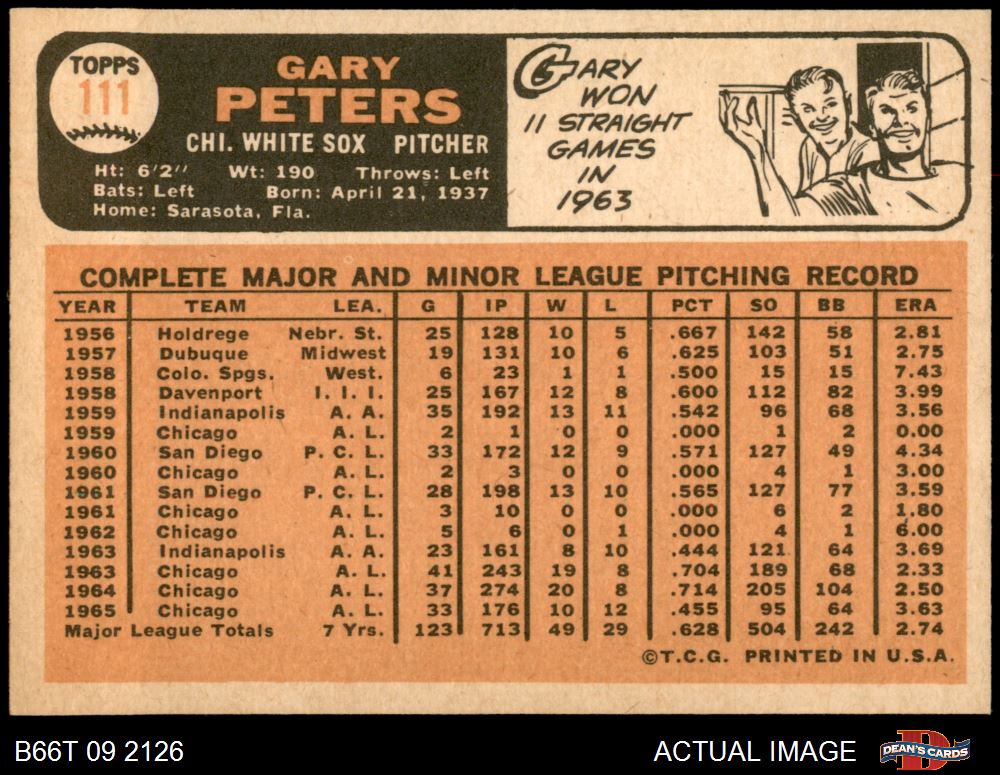 TOPPS
111
GARY
PETERS
CHI. WHITE SOX PITCHER
Ht: 6'2" Wt: 190 Throws: Left
Bats: Left Born: April 21, 1937
Home: Sarasota, Fla.
GARY
WON
11 STRAIGHT
GAMES
IN
1963
COMPLETE MAJOR AND MINOR LEAGUE PITCHING RECORD
YEAR TEAM LEA. G IP W L PCT SO BB ERA
1956 Holdrege Nebr. St. 25 128 10 5 .667 142 58 2.81
1957 Dubuque Midwest 19 131 10 6 .625 103 51 2.75
1958 Colo. Spgs. West. 6 23 1 1 .500 15 15 7.43
1958 Davenport I. I. I. 25 167 12 8 .600 112 82 3.99
1959 Indianapolis A. A. 35 192 13 11 .542 96 68 3.56
1959 Chicago A. L. 2 1 0 0 .000 1 2 0.00
1960 San Diego P. C. L. 33 172 12 9 .571 127 49 4.34
1960 Chicago A. L. 2 3 0 0 .000 4 1 3.00
1961 San Diego P. C. L. 28 198 13 10 .565 127 77 3.59
1961 Chicago A. L. 3 10 0 0 .000 6 2 1.80
1962 Chicago A. L. 5 6 0 1 .000 4 1 6.00
1963 Indianapolis A. A. 23 161 8 10 .444 121 64 3.69
1963 Chicago A. L. 41 243 19 8 .704 189 68 2.33
1964 Chicago A. L. 37 274 20 8 .714 205 104 2.50
1965 Chicago A. L. 33 176 10 12 .455 95 64 3.63
Major League Totals 7 Yrs. 123 713 49 29 .628 504 242 2.74
©T.C.G. PRINTED IN U.S.A.
B66T 09 2126 ACTUAL IMAGE DEAN'S CARDS